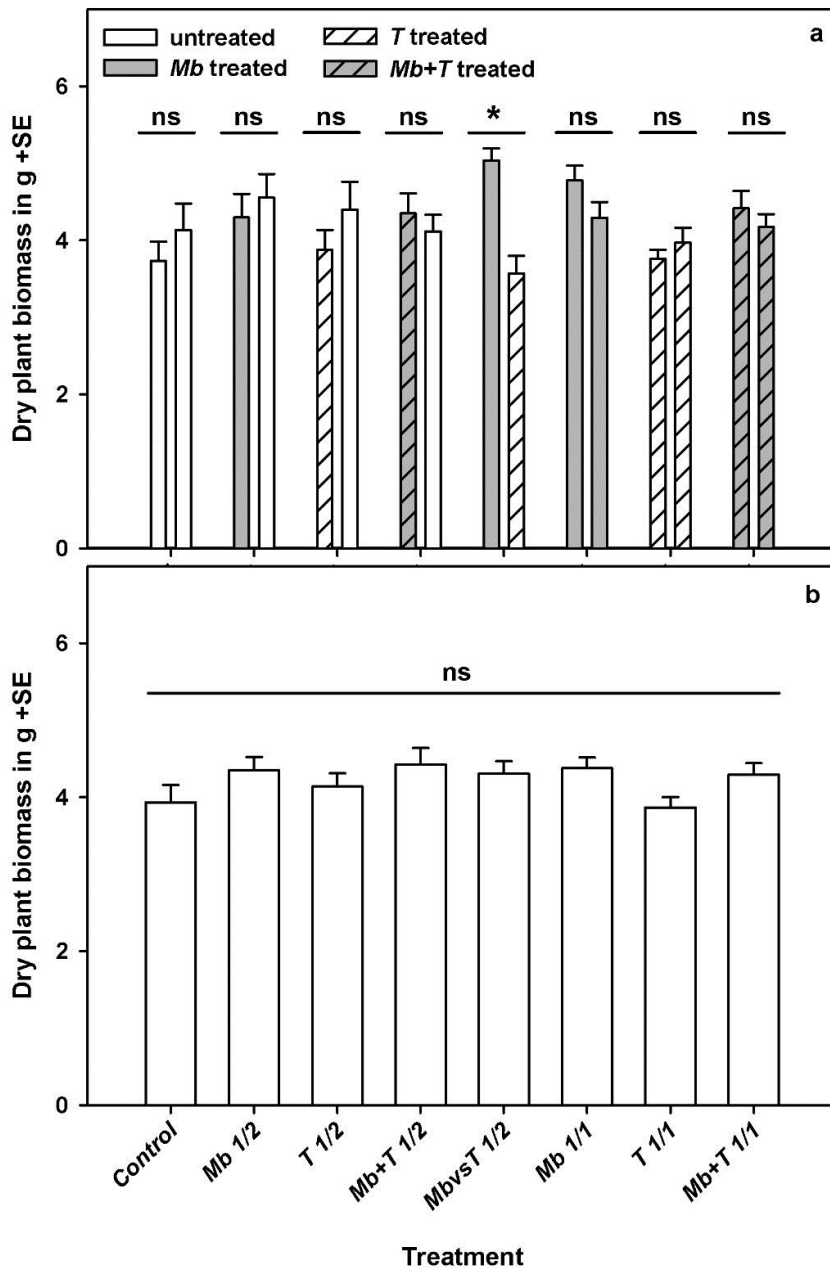 untreated
T treated
a
Mb treated
Mb+T treated
6
ns
ns
ns
ns
*
ns
ns
ns
4
2
0
Dry plant biomass in g +SE
b
6
ns
4
2
0
Dry plant biomass in g +SE
Control
Mb 1/2
T 1/2
Mb+T 1/2
MbvsT 1/2
Mb 1/1
T 1/1
Mb+T 1/1
Treatment